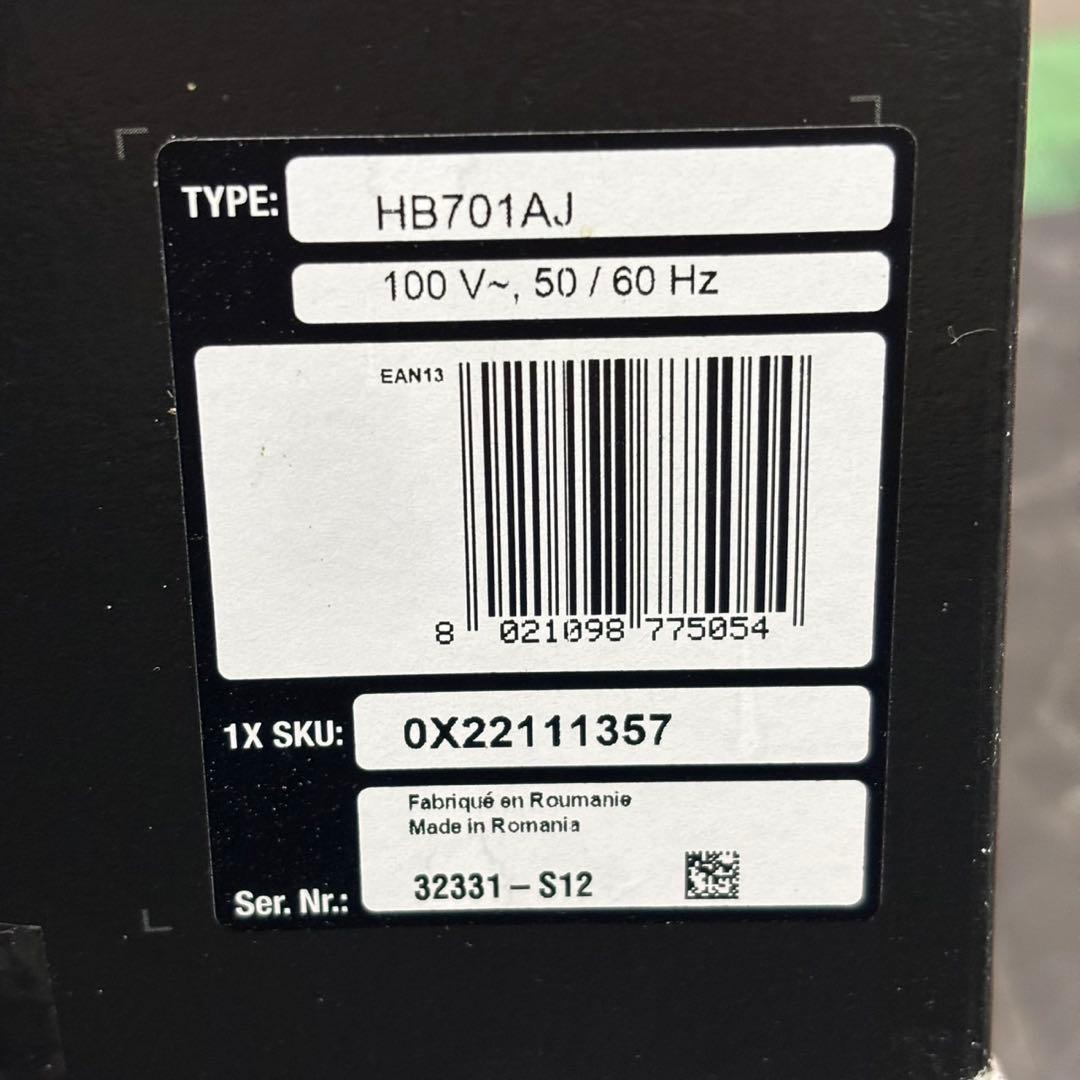 TYPE: HB701AJ
100 V~, 50 / 60 Hz
EAN13
8 021098 775054
1X SKU: 0X22111357
Fabriqué en Roumanie
Made in Romania
Ser. Nr.: 32331 – S12